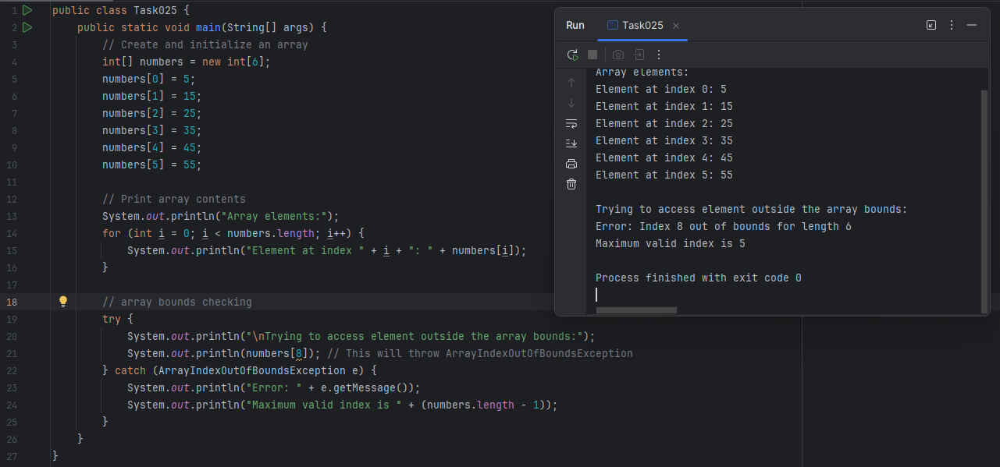 1 public class Task025 {
2 public static void main(String[] args) {
3 // Create and initialize an array
4 int[] numbers = new int[6];
5 numbers[0] = 5;
6 numbers[1] = 15;
7 numbers[2] = 25;
8 numbers[3] = 35;
9 numbers[4] = 45;
10 numbers[5] = 55;
11
12 // Print array contents
13 System.out.println("Array elements:");
14 for (int i = 0; i < numbers.length; i++) {
15 System.out.println("Element at index " + i + ": " + numbers[i]);
16 }
17
18 // array bounds checking
19 try {
20 System.out.println("\nTrying to access element outside the array bounds:");
21 System.out.println(numbers[8]); // This will throw ArrayIndexOutOfBoundsException
22 } catch (ArrayIndexOutOfBoundsException e) {
23 System.out.println("Error: " + e.getMessage());
24 System.out.println("Maximum valid index is " + (numbers.length - 1));
25 }
26 }
27 }
Run Task025
Array elements:
Element at index 0: 5
Element at index 1: 15
Element at index 2: 25
Element at index 3: 35
Element at index 4: 45
Element at index 5: 55
Trying to access element outside the array bounds:
Error: Index 8 out of bounds for length 6
Maximum valid index is 5
Process finished with exit code 0